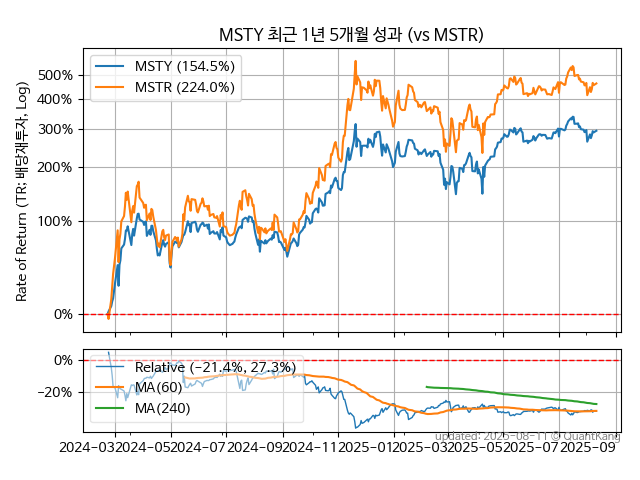 MSTY 최근 1년 5개월 성과 (vs MSTR)
Rate of Return (TR: 배당재투자, Log)
MSTY (154.5%)
MSTR (224.0%)
500%
400%
300%
200%
100%
0%
0%
−20%
Relative (−21.4%, 27.3%)
MA(60)
MA(240)
2024-03
2024-05
2024-07
2024-09
2024-11
2025-01
2025-03
2025-05
2025-07
2025-09
updated: 2025-08-11 © QuantKang